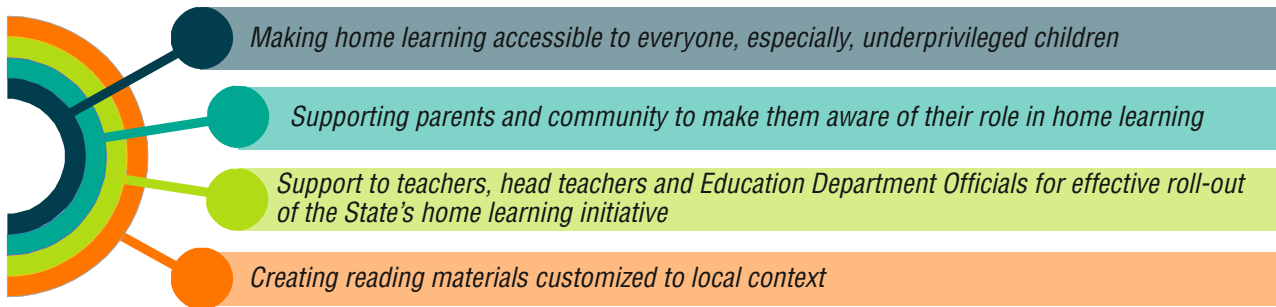 Making home learning accessible to everyone, especially, underprivileged children
Supporting parents and community to make them aware of their role in home learning
Support to teachers, head teachers and Education Department Officials for effective roll-out
of the State's home learning initiative
Creating reading materials customized to local context